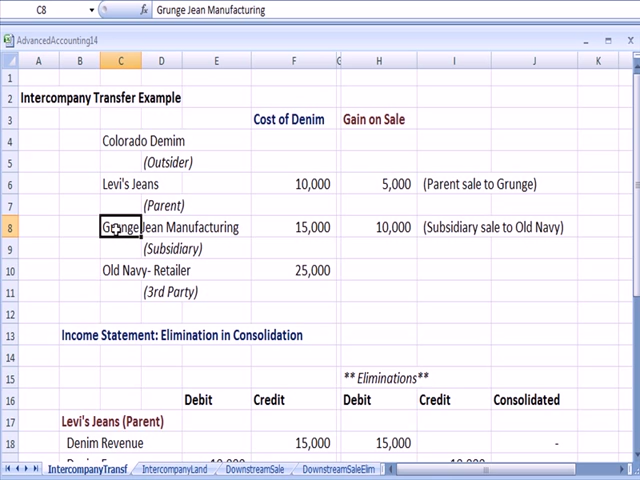 C8 fx Grunge Jean Manufacturing
AdvancedAccounting14
A B C D E F G H I J K
1
2 Intercompany Transfer Example
3 Cost of Denim Gain on Sale
4 Colorado Demim
5 (Outsider)
6 Levi's Jeans 10,000 5,000 (Parent sale to Grunge)
7 (Parent)
8 Grunge Jean Manufacturing 15,000 10,000 (Subsidiary sale to Old Navy)
9 (Subsidiary)
10 Old Navy- Retailer 25,000
11 (3rd Party)
12
13 Income Statement: Elimination in Consolidation
14
15 ** Eliminations**
16 Debit Credit Debit Credit Consolidated
17 Levi's Jeans (Parent)
18 Denim Revenue 15,000 15,000 -
IntercompanyTransf IntercompanyLand DownstreamSale DownstreamSaleElim